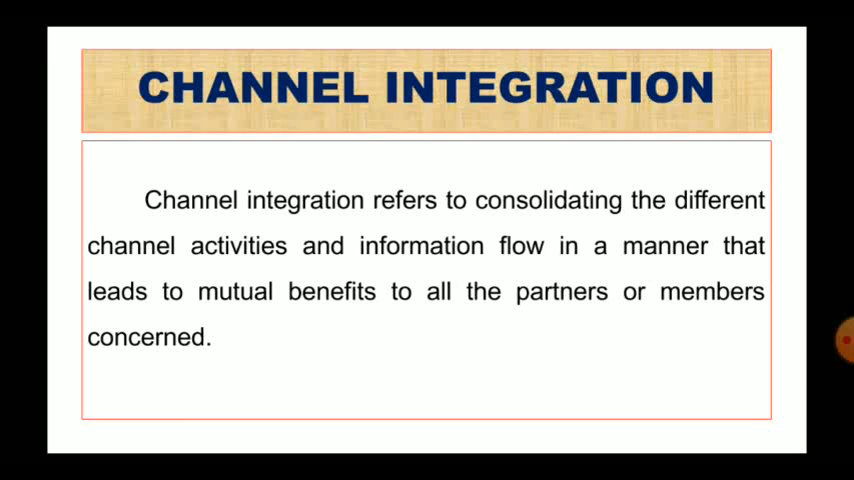 CHANNEL INTEGRATION
Channel integration refers to consolidating the different
channel activities and information flow in a manner that
leads to mutual benefits to all the partners or members
concerned.